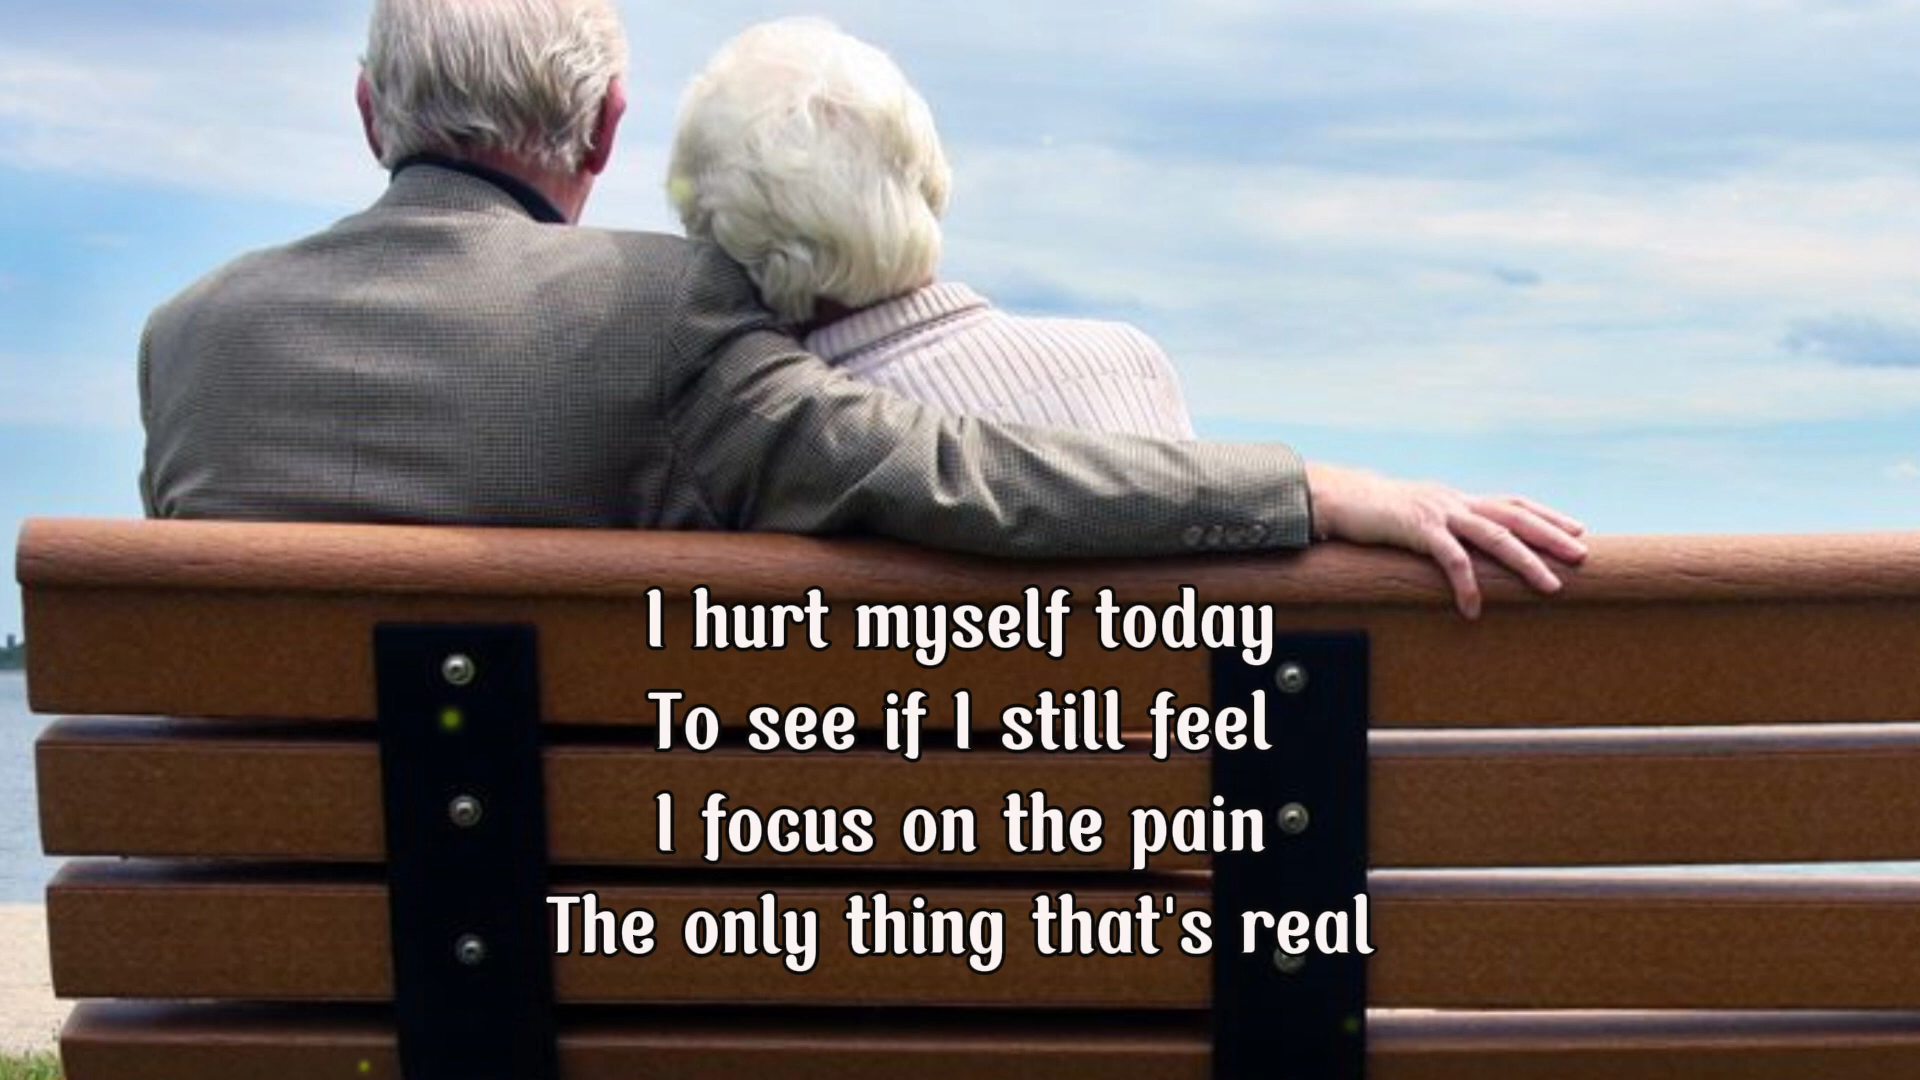 I hurt myself today
To see if I still feel
I focus on the pain
The only thing that's real